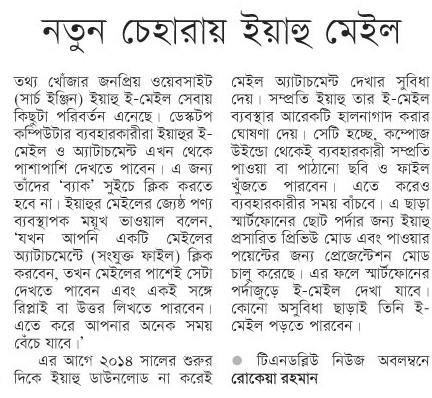 নতুন চেহারায় ইয়াহু মেইল
তথ্য খোঁজার জনপ্রিয় ওয়েবসাইট
(সার্চ ইঞ্জিন) ইয়াহু ই-মেইল সেবায়
কিছুটা পরিবর্তন এনেছে। ডেস্কটপ
কম্পিউটার ব্যবহারকারীরা ইয়াহুর ই-
মেইল ও অ্যাটাচমেন্ট এখন থেকে
পাশাপাশি দেখতে পাবেন। এ জন্য
তাঁদের ‘ব্যাক’ সুইচে ক্লিক করতে
হবে না। ইয়াহুর মেইলের জ্যেষ্ঠ পণ্য
ব্যবস্থাপক ময়ূখ ভাওয়াল বলেন,
‘যখন আপনি একটি মেইলের
অ্যাটাচমেন্টে (সংযুক্ত ফাইল) ক্লিক
করবেন, তখন মেইলের পাশেই সেটা
দেখতে পাবেন এবং একই সঙ্গে
রিপ্লাই বা উত্তর লিখতে পারবেন।
এতে করে আপনার অনেক সময়
বেঁচে যাবে।’
এর আগে ২০১৪ সালের শুরুর
দিকে ইয়াহু ডাউনলোড না করেই
মেইল অ্যাটাচমেন্ট দেখার সুবিধা
দেয়। সম্প্রতি ইয়াহু তার ই-মেইল
ব্যবস্থার আরেকটি হালনাগাদ করার
ঘোষণা দেয়। সেটি হচ্ছে, কম্পোজ
উইন্ডো থেকেই ব্যবহারকারী সম্প্রতি
পাওয়া বা পাঠানো ছবি ও ফাইল
খুঁজতে পারবেন। এতে করেও
ব্যবহারকারীর সময় বাঁচবে। এ ছাড়া
স্মার্টফোনের ছোট পর্দার জন্য ইয়াহু
প্রসারিত প্রিভিউ মোড এবং পাওয়ার
পয়েন্টের জন্য প্রেজেন্টেশন মোড
চালু করেছে। এর ফলে স্মার্টফোনের
পর্দাজুড়ে ই-মেইল দেখা যাবে।
কোনো অসুবিধা ছাড়াই তিনি ই-
মেইল পড়তে পারবেন।
● টিএনডব্লিউ নিউজ অবলম্বনে
রোকেয়া রহমান